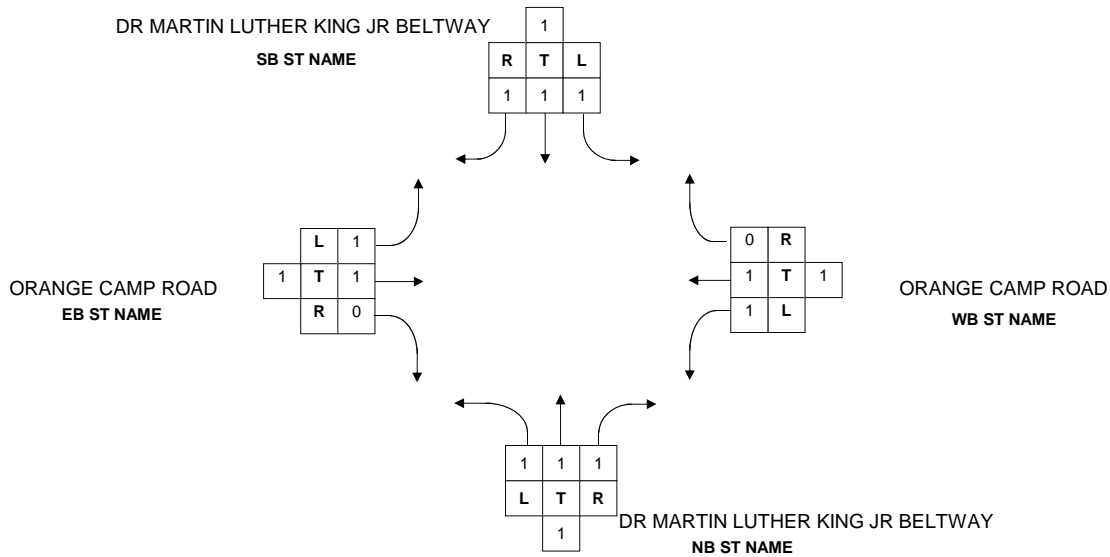 DR MARTIN LUTHER KING JR BELTWAY
SB ST NAME
1
R T L
1 1 1
ORANGE CAMP ROAD
EB ST NAME
L 1
1 T 1
R 0
0 R
1 T 1
1 L
ORANGE CAMP ROAD
WB ST NAME
1 1 1
L T R
1
DR MARTIN LUTHER KING JR BELTWAY
NB ST NAME